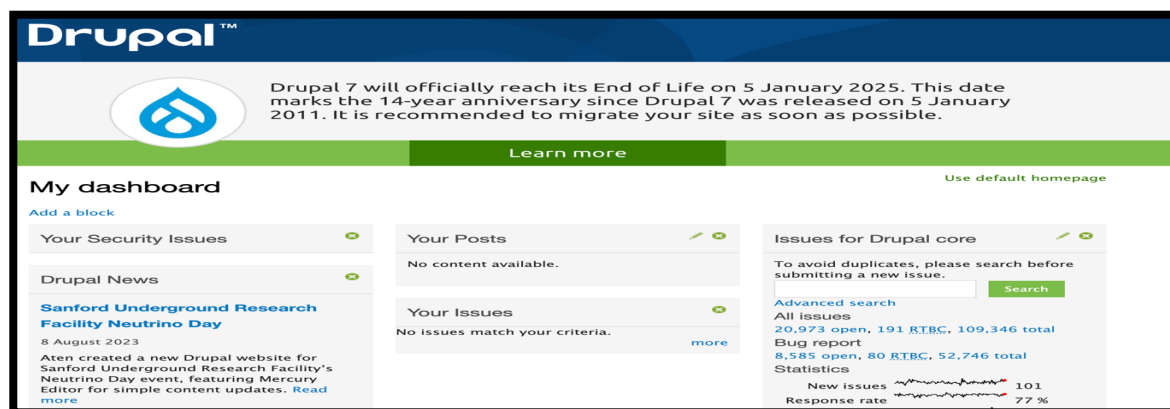 Drupal™
Drupal 7 will officially reach its End of Life on 5 January 2025. This date
marks the 14-year anniversary since Drupal 7 was released on 5 January
2011. It is recommended to migrate your site as soon as possible.
Learn more
My dashboard
Use default homepage
Add a block
Your Security Issues
Drupal News
Sanford Underground Research
Facility Neutrino Day
8 August 2023
Aten created a new Drupal website for
Sanford Underground Research Facility's
Neutrino Day event, featuring Mercury
Editor for simple content updates. Read
more
Your Posts
No content available.
Your Issues
No issues match your criteria.
more
Issues for Drupal core
To avoid duplicates, please search before
submitting a new issue.
Search
Advanced search
All issues
20,973 open, 191 RTBC, 109,346 total
Bug report
8,585 open, 80 RTBC, 52,746 total
Statistics
New issues 101
Response rate 77 %